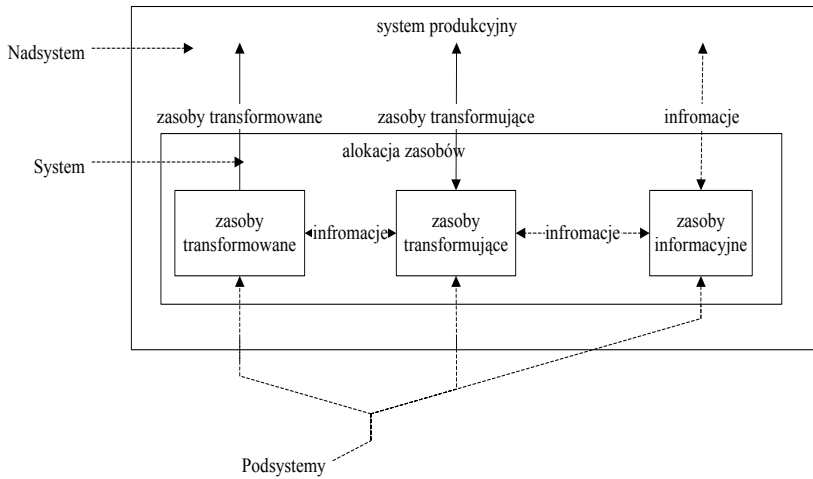 system produkcyjny
Nadsystem
zasoby transformowane
zasoby transformujące
infromacje
alokacja zasobów
System
zasoby
transformowane
infromacje
zasoby
transformujące
infromacje
zasoby
informacyjne
Podsystemy